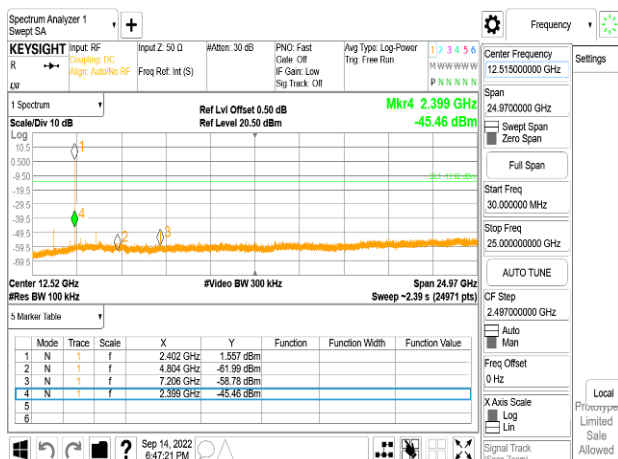 Spectrum Analyzer 1
Swept SA
+
Frequency
KEYSIGHT
Input: RF
Coupling: DC
Align: Auto/No RF
Input Z: 50 Ω
Freq Ref: Int (S)
#Atten: 30 dB
PNO: Fast
Gate: Off
IF Gain: Low
Sig Track: Off
Avg Type: Log-Power
Trig: Free Run
1 2 3 4 5 6
M W W W W W
P N N N N N
R
LXI
1 Spectrum
Scale/Div 10 dB
Ref Lvl Offset 0.50 dB
Ref Level 20.50 dBm
Mkr4 2.399 GHz
-45.46 dBm
Log
10.5
0.500
-9.50
-19.5
-29.5
-39.5
-49.5
-59.5
-69.5
1
4
2
3
Center 12.52 GHz
#Res BW 100 kHz
#Video BW 300 kHz
Span 24.97 GHz
Sweep ~2.39 s (24971 pts)
5 Marker Table
Mode Trace Scale X Y Function Function Width Function Value
1 N 1 f 2.402 GHz 1.557 dBm
2 N 1 f 4.804 GHz -61.99 dBm
3 N 1 f 7.206 GHz -58.78 dBm
4 N 1 f 2.399 GHz -45.46 dBm
5
6
?
Sep 14, 2022
6:47:21 PM
Center Frequency
12.515000000 GHz
Span
24.9700000 GHz
Swept Span
Zero Span
Full Span
Start Freq
30.000000 MHz
Stop Freq
25.000000000 GHz
AUTO TUNE
CF Step
2.497000000 GHz
Auto
Man
Freq Offset
0 Hz
X Axis Scale
Log
Lin
Signal Track
(Span Zoom)
Settings
Local
Prototype
Limited
Sale
Allowed